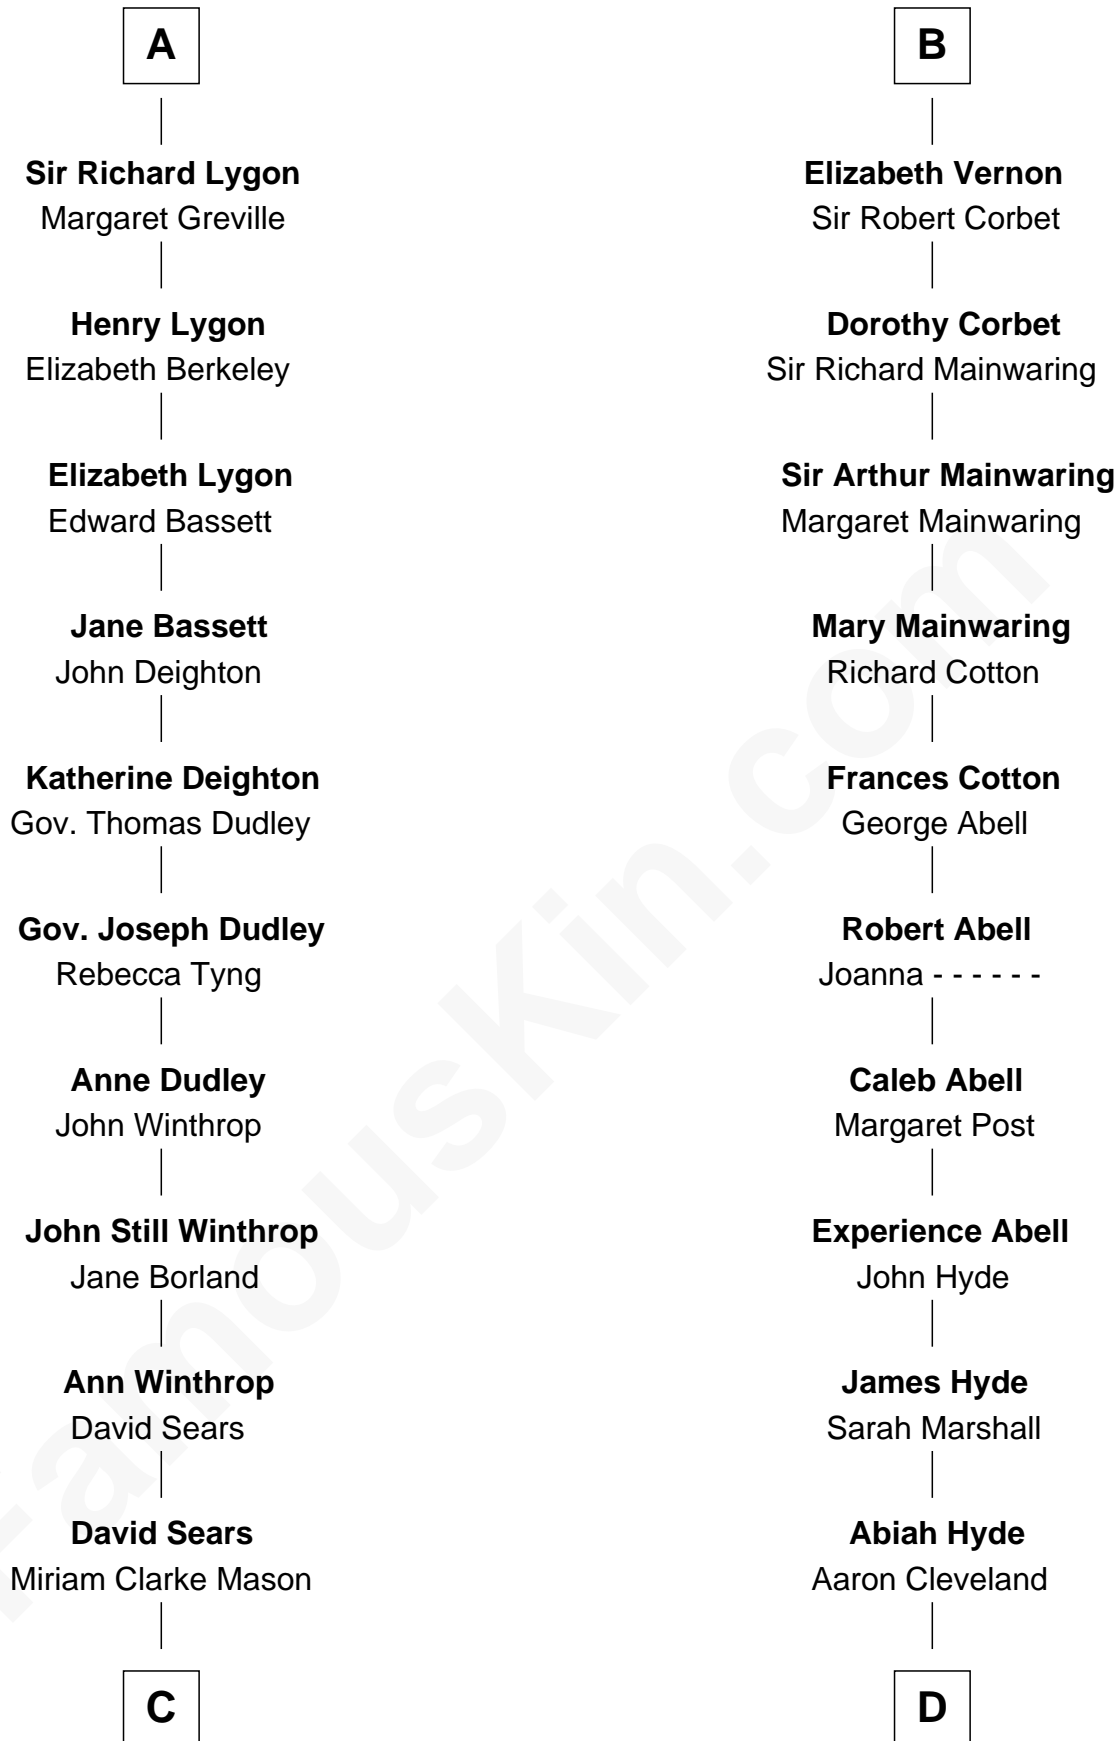 A
Sir Richard Lygon
Margaret Greville
Henry Lygon
Elizabeth Berkeley
Elizabeth Lygon
Edward Bassett
Jane Bassett
John Deighton
Katherine Deighton
Gov. Thomas Dudley
Gov. Joseph Dudley
Rebecca Tyng
Anne Dudley
John Winthrop
John Still Winthrop
Jane Borland
Ann Winthrop
David Sears
David Sears
Miriam Clarke Mason
C
B
Elizabeth Vernon
Sir Robert Corbet
Dorothy Corbet
Sir Richard Mainwaring
Sir Arthur Mainwaring
Margaret Mainwaring
Mary Mainwaring
Richard Cotton
Frances Cotton
George Abell
Robert Abell
Joanna - - - - - -
Caleb Abell
Margaret Post
Experience Abell
John Hyde
James Hyde
Sarah Marshall
Abiah Hyde
Aaron Cleveland
D
FamousKin.com